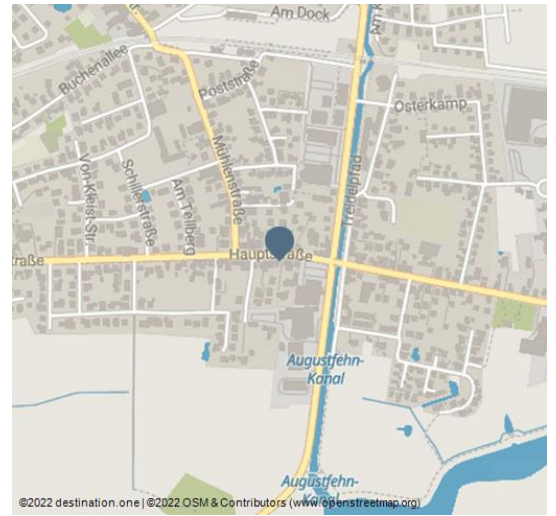 Am Dock
Am K
Buchenallee
Poststraße
Osterkamp
Mühlenstraße
Treidelpfad
Von-Kleist-Str.
Schillerstraße
Am Tellberg
straße
Hauptstraße
Augustfehn-
Kanal
Augustfehn-
Kanal
©2022 destination.one | ©2022 OSM & Contributors (www.openstreetmap.org)